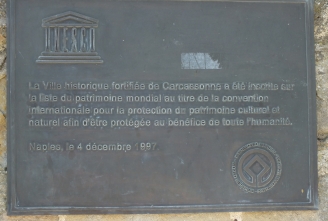 UNESCO
La Ville historique fortifiée de Carcassonne a été inscrite sur
la liste du patrimoine mondial au titre de la convention
internationale pour la protection de patrimoine culturel et
naturel afin d'être protégée au bénéfice de toute l'humanité.
Naples, le 4 décembre 1997.